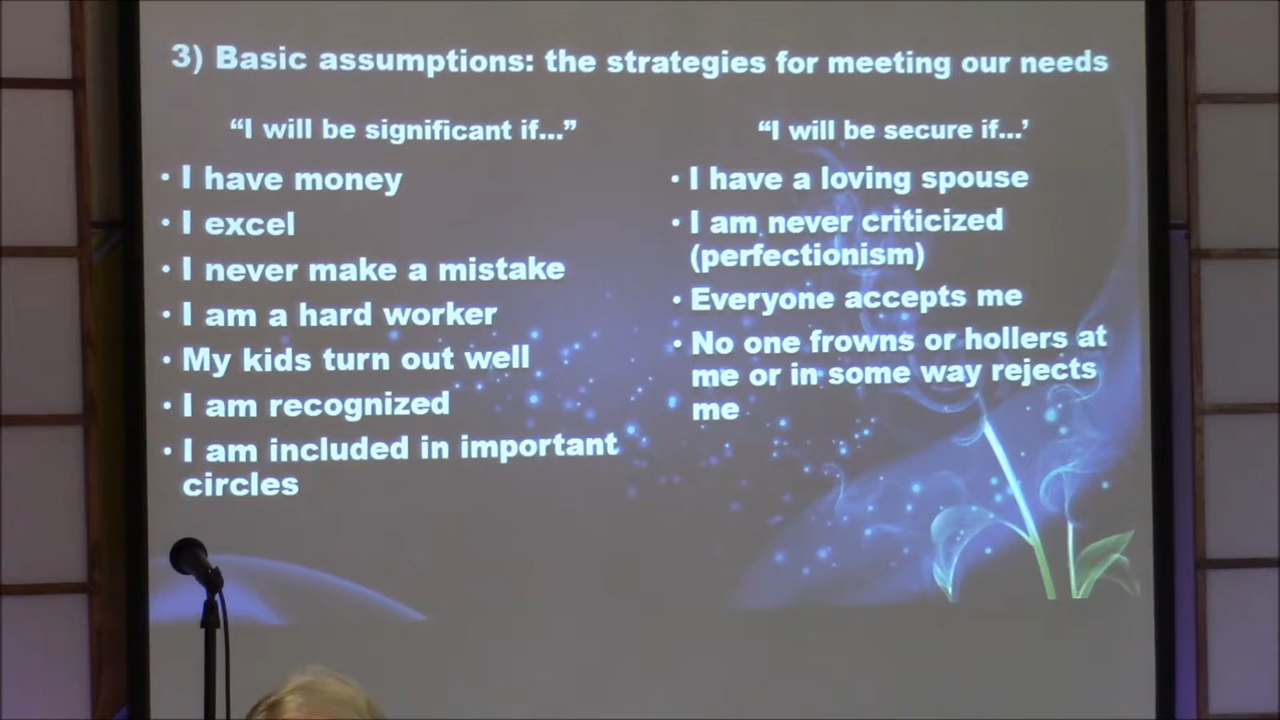 3) Basic assumptions: the strategies for meeting our needs
“I will be significant if...”
• I have money
• I excel
• I never make a mistake
• I am a hard worker
• My kids turn out well
• I am recognized
• I am included in important
circles
“I will be secure if...’
• I have a loving spouse
• I am never criticized
(perfectionism)
• Everyone accepts me
• No one frowns or hollers at
me or in some way rejects
me